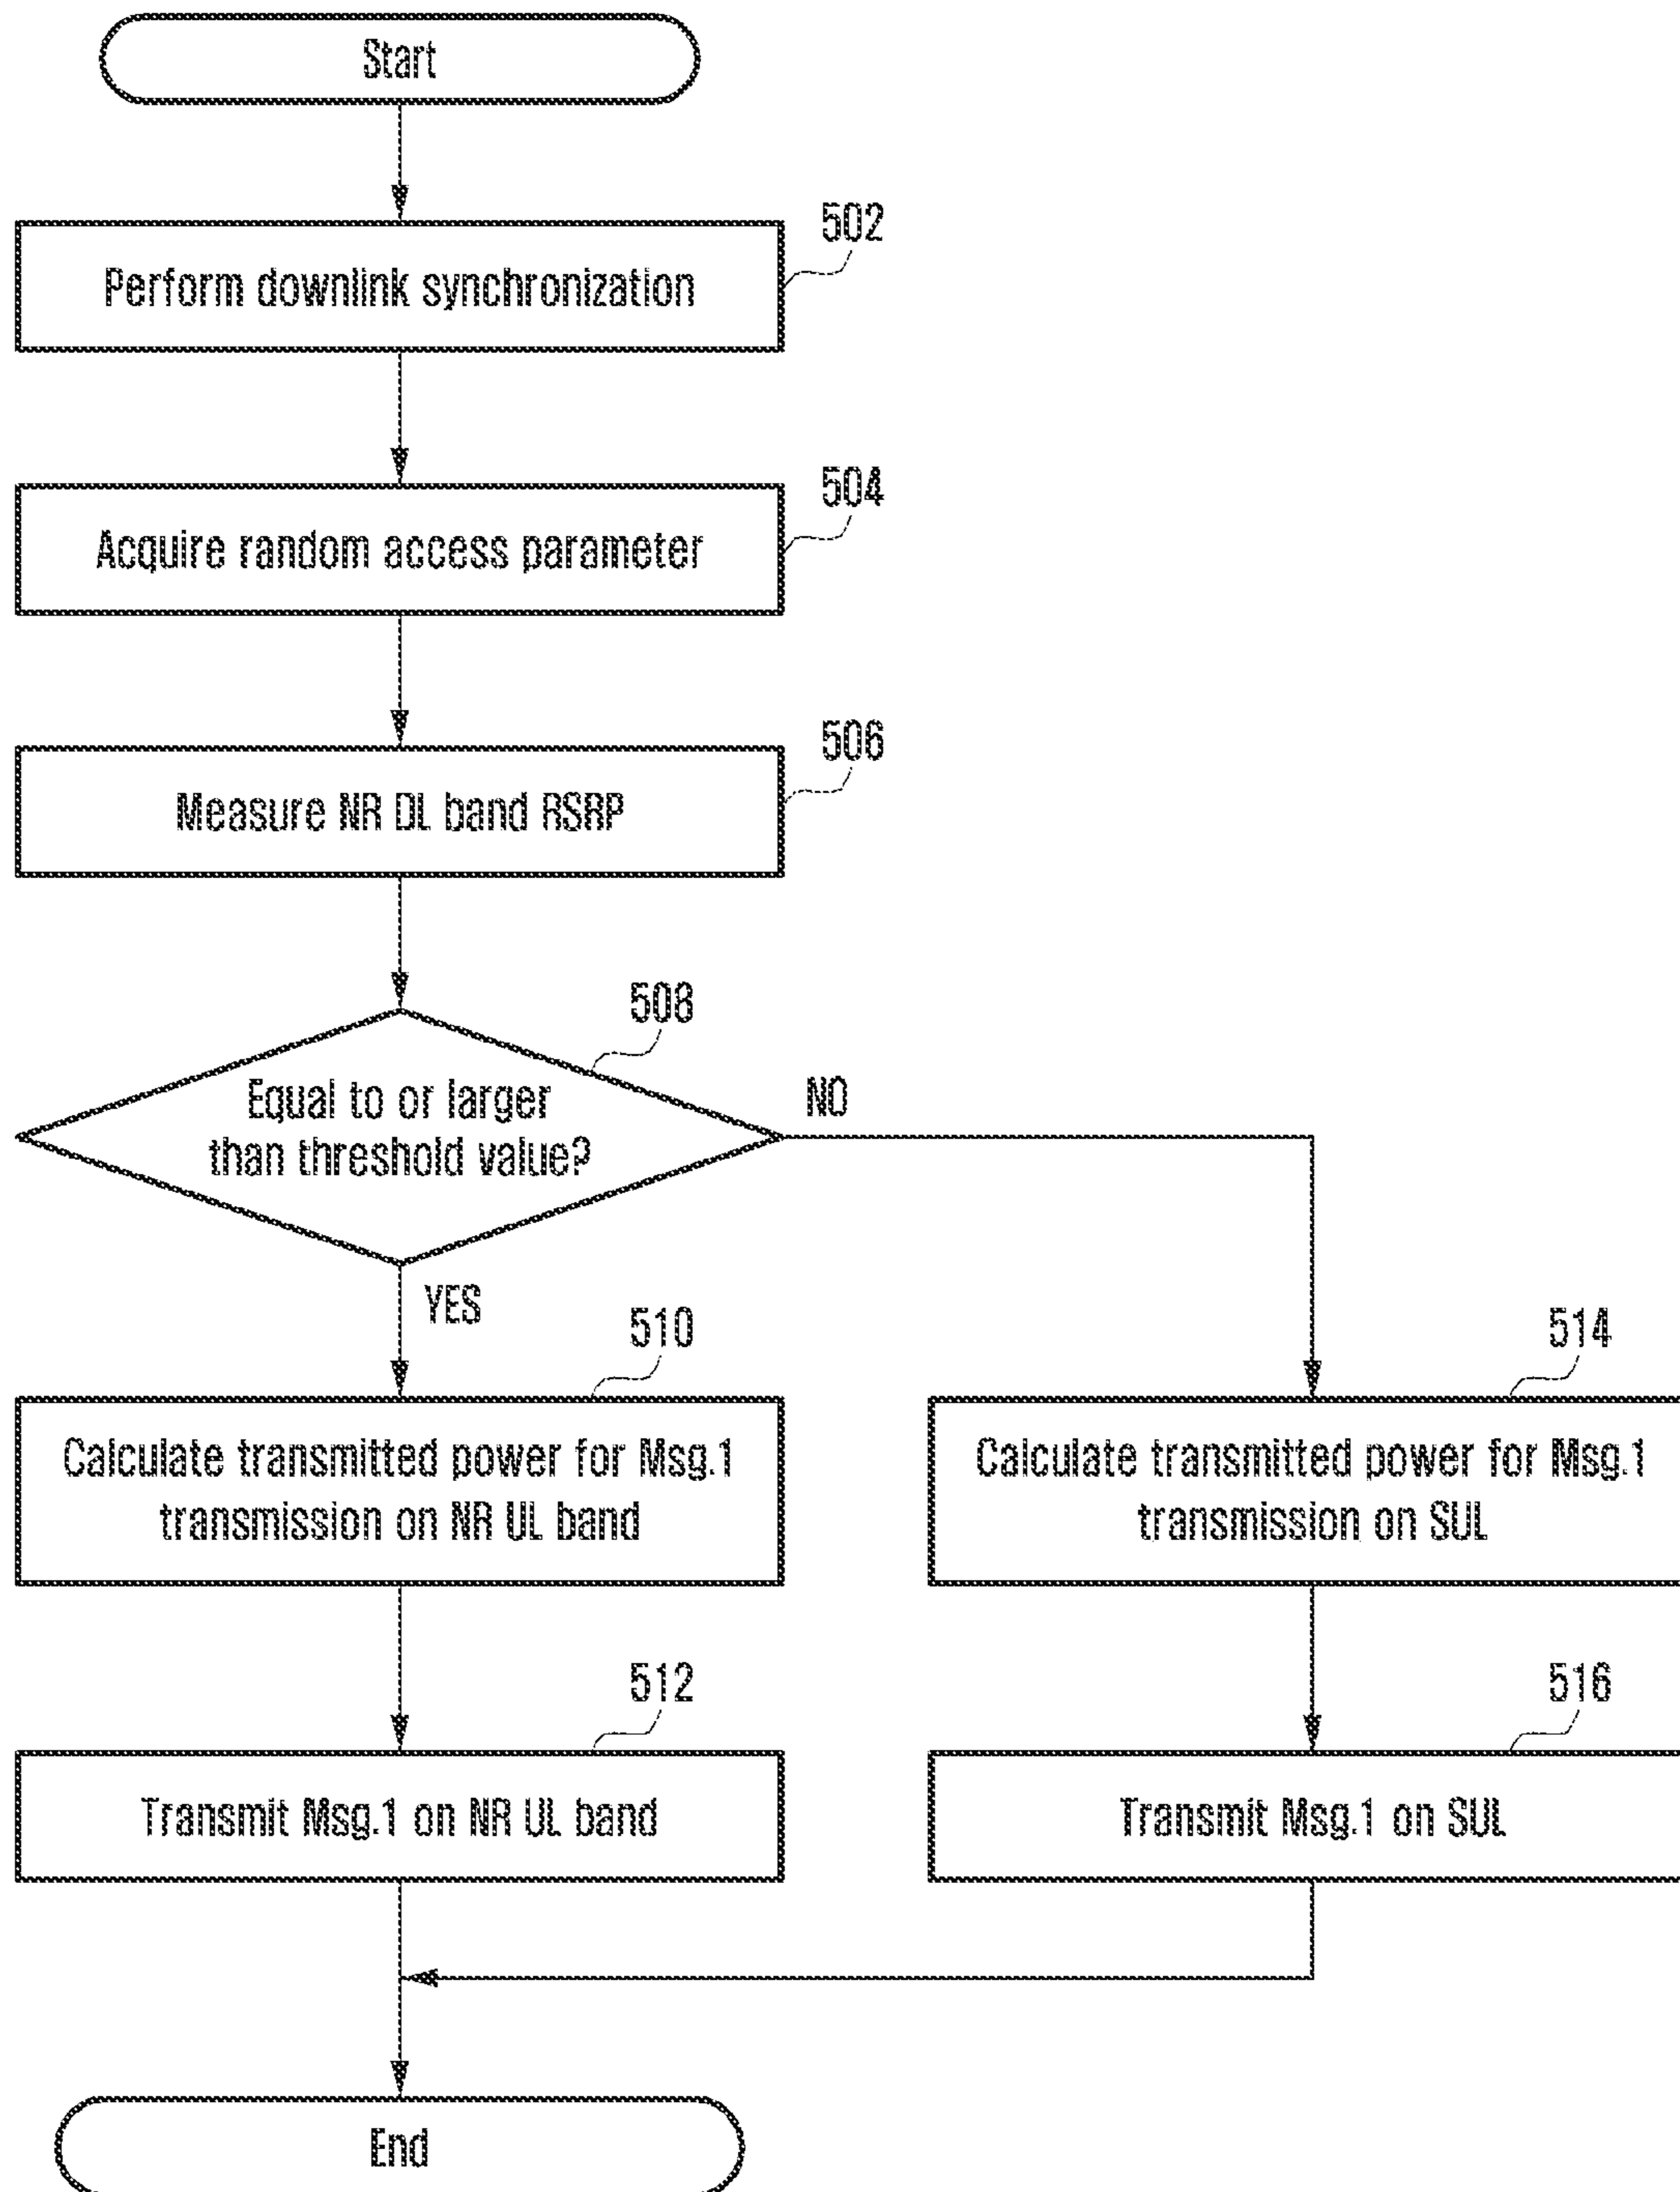 Start
502
Perform downlink synchronization
504
Acquire random access parameter
506
Measure NR DL band RSRP
508
Equal to or larger
than threshold value?
NO
YES
510
Calculate transmitted power for Msg.1
transmission on NR UL band
514
Calculate transmitted power for Msg.1
transmission on SUL
512
Transmit Msg.1 on NR UL band
516
Transmit Msg.1 on SUL
End